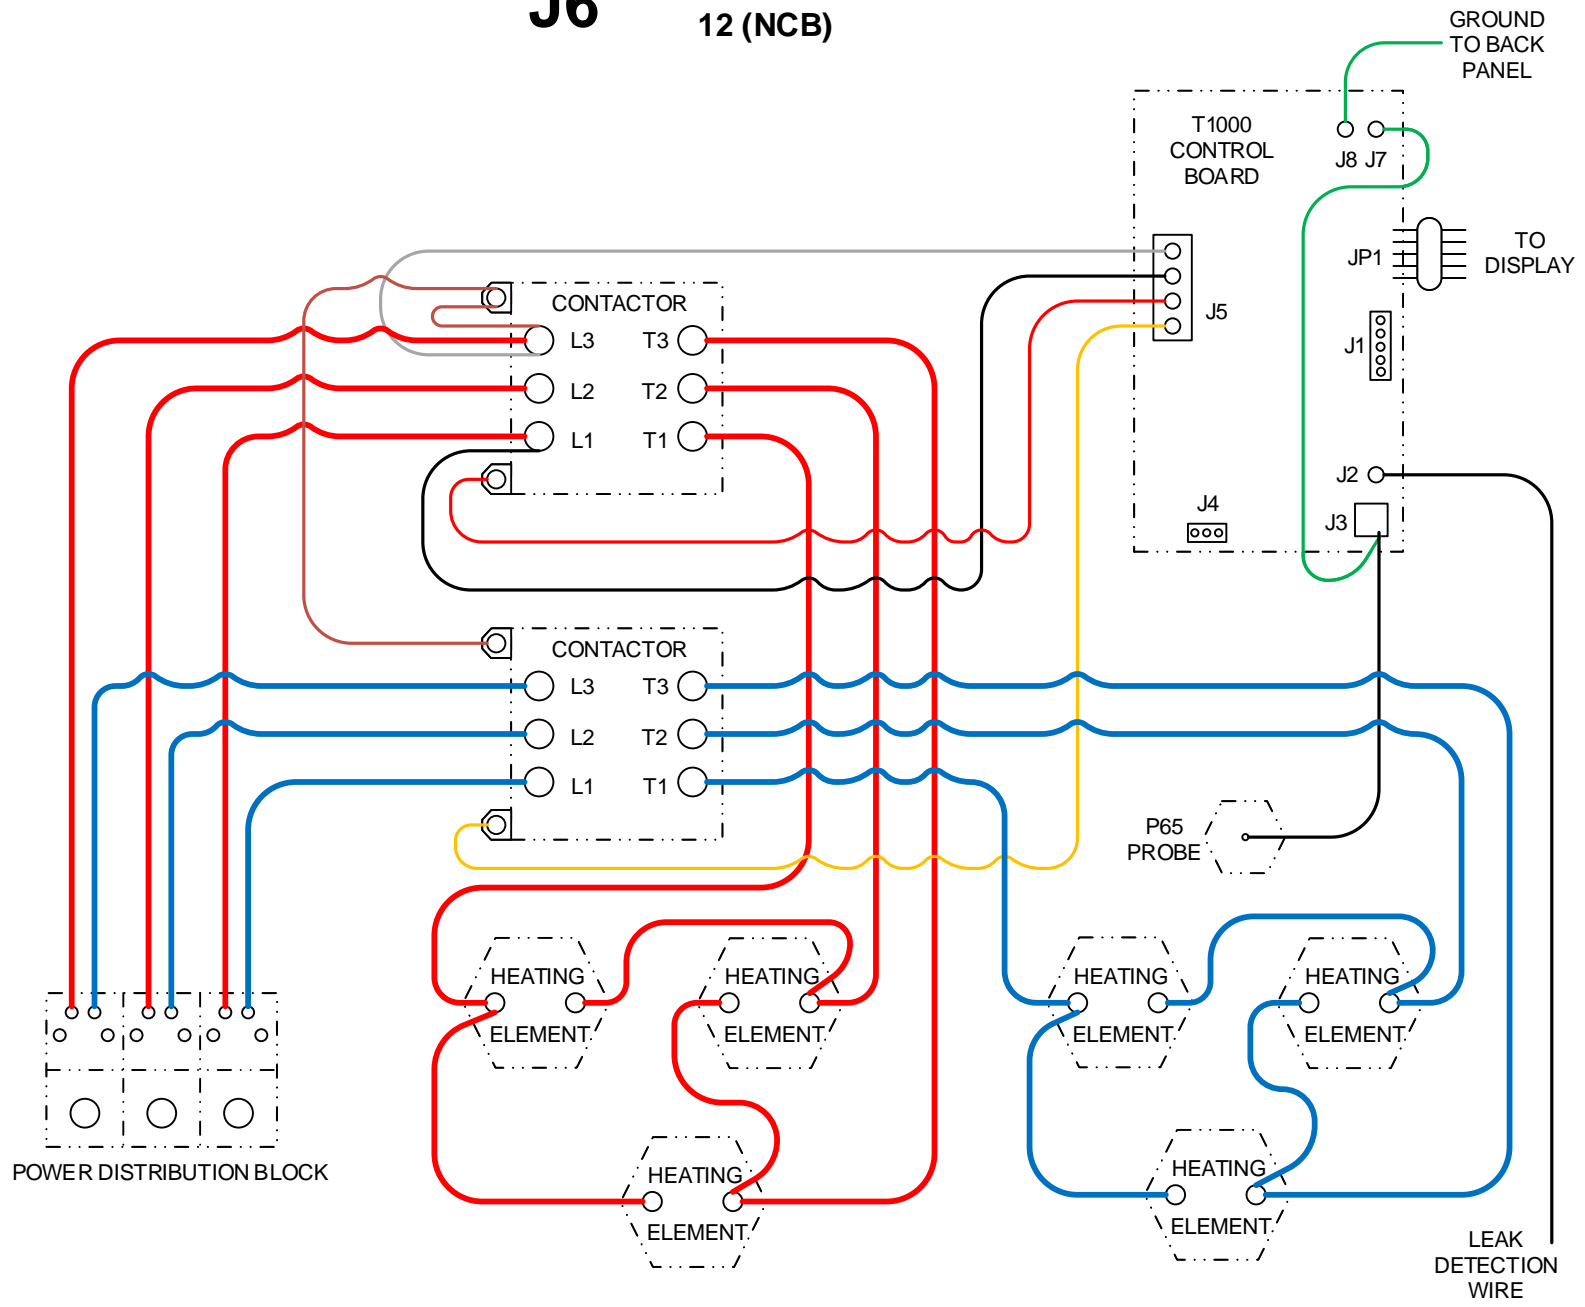 J6
12 (NCB)
GROUND
TO BACK
PANEL
T1000
CONTROL
BOARD
J8 J7
JP1
TO
DISPLAY
J5
J1
J2
J4
J3
CONTACTOR
L3 T3
L2 T2
L1 T1
CONTACTOR
L3 T3
L2 T2
L1 T1
P65
PROBE
HEATING
ELEMENT
HEATING
ELEMENT
HEATING
ELEMENT
HEATING
ELEMENT
POWER DISTRIBUTION BLOCK
HEATING
ELEMENT
HEATING
ELEMENT
LEAK
DETECTION
WIRE